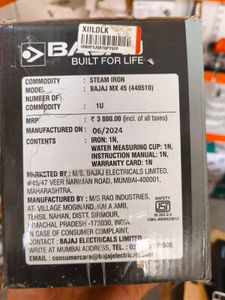 XIILOLK
BAJAJ
BUILT FOR LIFE
COMMODITY : STEAM IRON
MODEL : BAJAJ MX 45 (440510)
NUMBER OF
COMMODITY : 1U
MRP : ₹ 3 800.00 (incl. of all taxes)
MANUFACTURED ON : 06/2024
CONTENTS : IRON: 1N,
WATER MEASURING CUP: 1N,
INSTRUCTION MANUAL: 1N,
WARRANTY CARD: 1N
MARKETED BY : M/S. BAJAJ ELECTRICALS LIMITED,
#45/47 VEER NARIMAN ROAD, MUMBAI-400001,
MAHARASHTRA.
MANUFACTURED BY : M/S RAO INDUSTRIES,
AT- VILLAGE MOGINAND, KALA AMB,
TEHSIL NAHAN, DISTT. SIRMOUR,
HIMACHAL PRADESH -173030, INDIA
IN CASE OF CONSUMER COMPLAINT,
CONTACT : BAJAJ ELECTRICALS LIMITED
WRITE AT MUMBAI ADDRESS, TEL :
EMAIL : consumercare@bajajelectricals.com
SAFETY